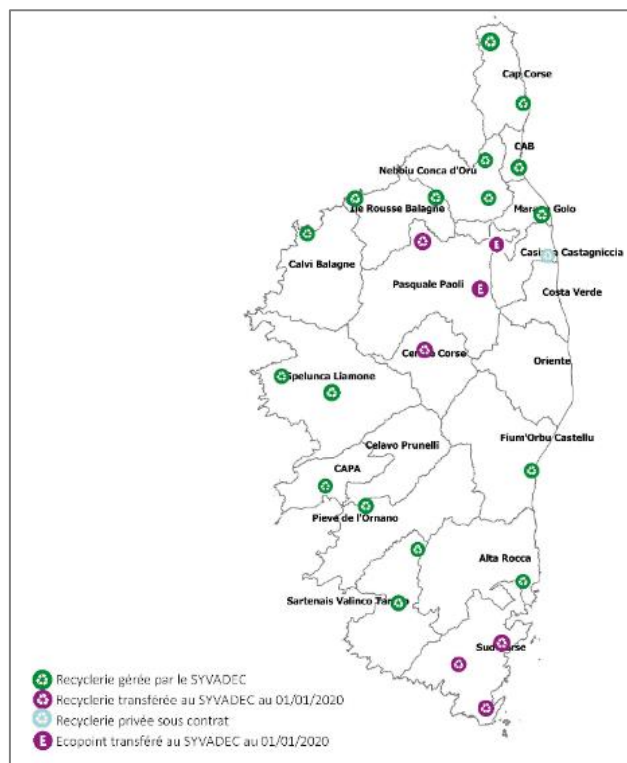 Cap Corse
CAB
Nebbiu Conca d'Oru
Ile Rousse Balagne
Golo
Calvi Balagne
Castagniccia
Pasquale Paoli
E
E
Costa Verde
Corse
Oriente
Spelunca Liamone
Fium'Orbu Castellu
Celavo Prunelli
CAPA
Pieve de l'Ornano
Alta Rocca
Sartenais Valinco
Recyclerie gérée par le SYVADEC
Recyclerie transférée au SYVADEC au 01/01/2020
Recyclerie privée sous contrat
E Ecopoint transféré au SYVADEC au 01/01/2020